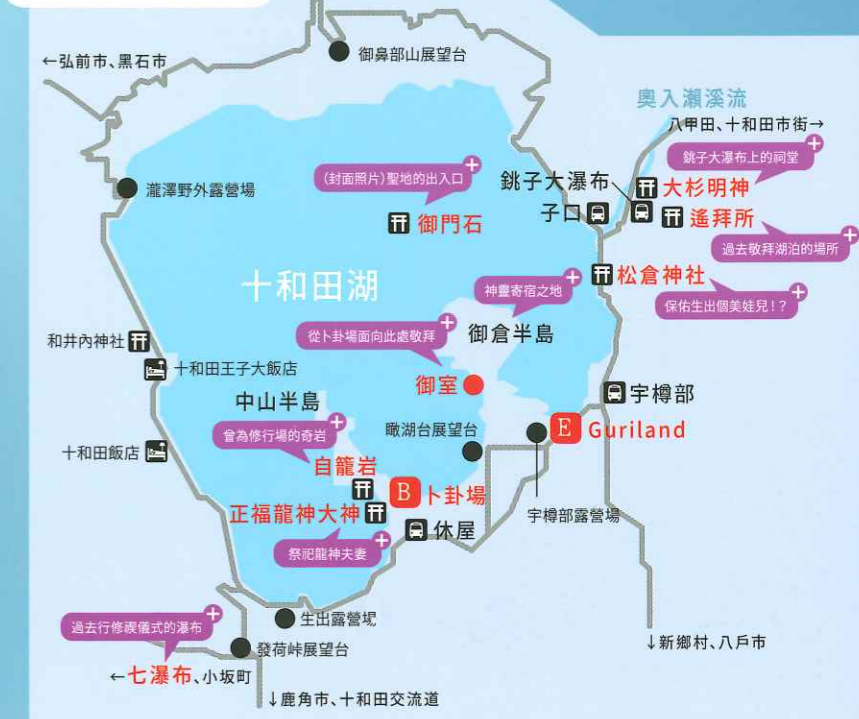 ←弘前市、黑石市
御鼻部山展望台
奧入瀨溪流
八甲田、十和田市街→
銚子大瀑布上的祠堂
(封面照片)聖地的出入口
銚子大瀑布
大杉明神
瀧澤野外露營場
子口
遙拜所
御門石
過去敬拜湖泊的場所
松倉神社
十和田湖
神靈寄宿之地
保佑生出個美娃兒!?
從卜卦場面向此處敬拜
御倉半島
和井內神社
十和田王子大飯店
御室
宇樽部
中山半島
曾為修行場的奇岩
瞰湖台展望台
E Guriland
十和田飯店
自籠岩
B 卜卦場
正福龍神大神
宇樽部露營場
休屋
祭祀龍神夫妻
過去行修禊儀式的瀑布
生出露營場
發荷峠展望台
↓新鄉村、八戶市
←七瀑布、小坂町
↓鹿角市、十和田交流道